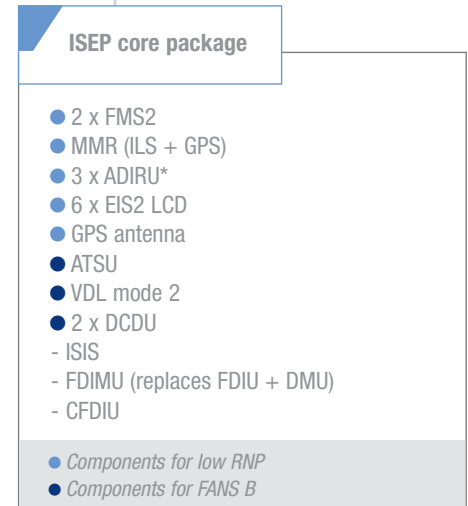 ISEP core package
● 2 x FMS2
● MMR (ILS + GPS)
● 3 x ADIRU*
● 6 x EIS2 LCD
● GPS antenna
● ATSU
● VDL mode 2
● 2 x DCDU
- ISIS
- FDIMU (replaces FDIU + DMU)
- CFDIU
● Components for low RNP
● Components for FANS B